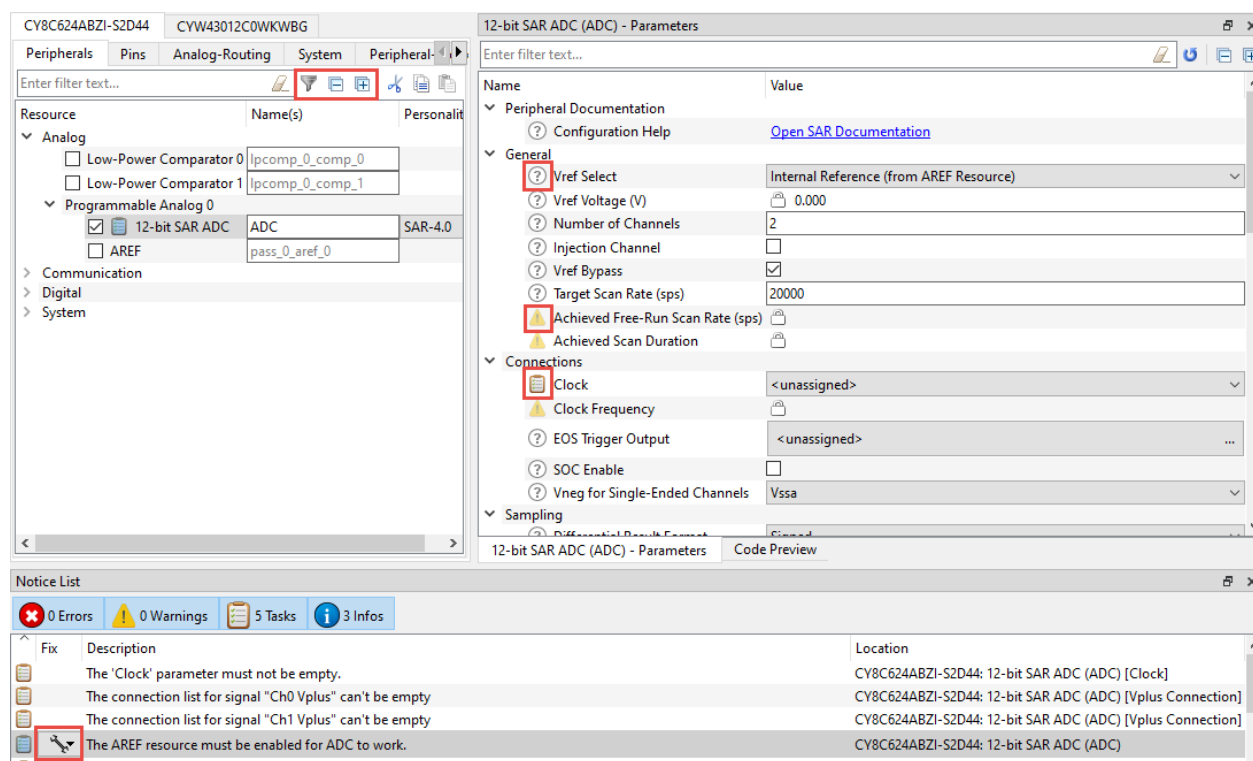 CY8C624ABZI-S2D44 CYW43012C0WKWBG
Peripherals Pins Analog-Routing System Peripheral-
Enter filter text...
Resource Name(s) Personalit
Analog
Low-Power Comparator 0 lpcomp_0_comp_0
Low-Power Comparator 1 lpcomp_0_comp_1
Programmable Analog 0
12-bit SAR ADC ADC SAR-4.0
AREF pass_0_aref_0
Communication
Digital
System
12-bit SAR ADC (ADC) - Parameters
Enter filter text...
Name Value
Peripheral Documentation
Configuration Help Open SAR Documentation
General
Vref Select Internal Reference (from AREF Resource)
Vref Voltage (V) 0.000
Number of Channels 2
Injection Channel
Vref Bypass
Target Scan Rate (sps) 20000
Achieved Free-Run Scan Rate (sps)
Achieved Scan Duration
Connections
Clock <unassigned>
Clock Frequency
EOS Trigger Output <unassigned> ...
SOC Enable
Vneg for Single-Ended Channels Vssa
Sampling
Differential Result Format Signed
12-bit SAR ADC (ADC) - Parameters Code Preview
Notice List
0 Errors 0 Warnings 5 Tasks 3 Infos
Fix Description Location
The 'Clock' parameter must not be empty. CY8C624ABZI-S2D44: 12-bit SAR ADC (ADC) [Clock]
The connection list for signal "Ch0 Vplus" can't be empty CY8C624ABZI-S2D44: 12-bit SAR ADC (ADC) [Vplus Connection]
The connection list for signal "Ch1 Vplus" can't be empty CY8C624ABZI-S2D44: 12-bit SAR ADC (ADC) [Vplus Connection]
The AREF resource must be enabled for ADC to work. CY8C624ABZI-S2D44: 12-bit SAR ADC (ADC)